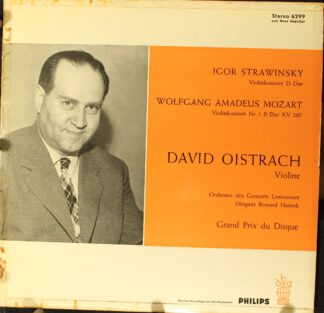 Stereo 6299
IGOR STRAWINSKY
Violinkonzert D-Dur
WOLFGANG AMADEUS MOZART
Violinkonzert Nr. 1 B-Dur KV 207
DAVID OISTRACH
Violine
Orchestre des Concerts Lamoureux
Dirigent Bernard Haitink
Grand Prix du Disque
PHILIPS